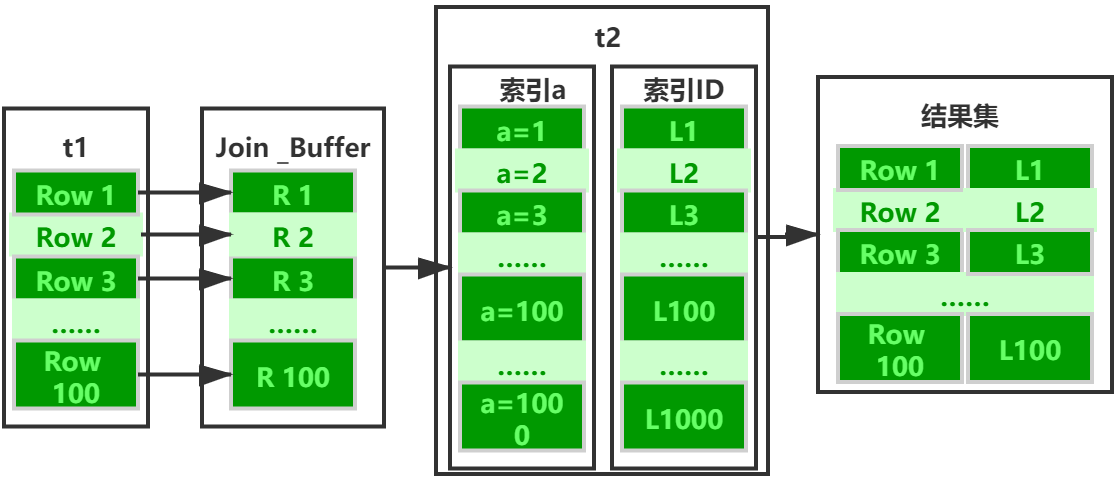 t1
Row 1
Row 2
Row 3
......
Row
100
Join _Buffer
R 1
R 2
R 3
......
R 100
t2
索引a
a=1
a=2
a=3
......
a=100
......
a=100
0
索引ID
L1
L2
L3
......
L100
......
L1000
结果集
Row 1 L1
Row 2 L2
Row 3 L3
......
Row
100
L100